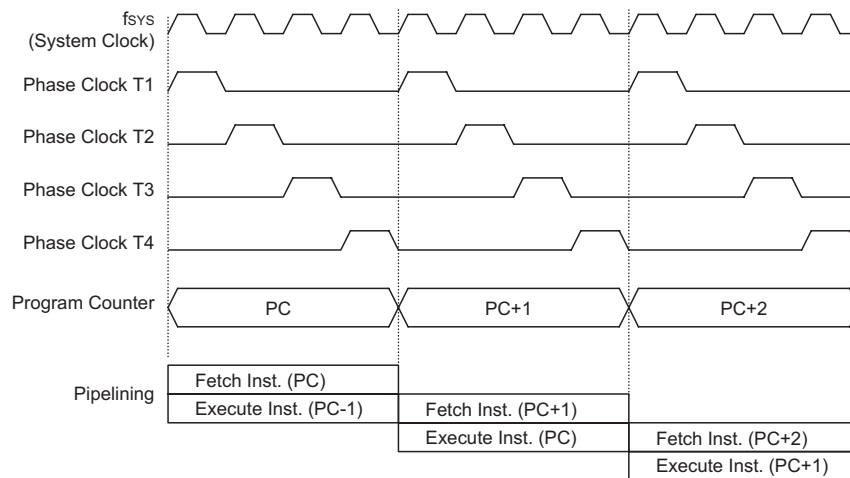 fSYS
(System Clock)
Phase Clock T1
Phase Clock T2
Phase Clock T3
Phase Clock T4
Program Counter
PC
PC+1
PC+2
Pipelining
Fetch Inst. (PC)
Execute Inst. (PC-1)
Fetch Inst. (PC+1)
Execute Inst. (PC)
Fetch Inst. (PC+2)
Execute Inst. (PC+1)